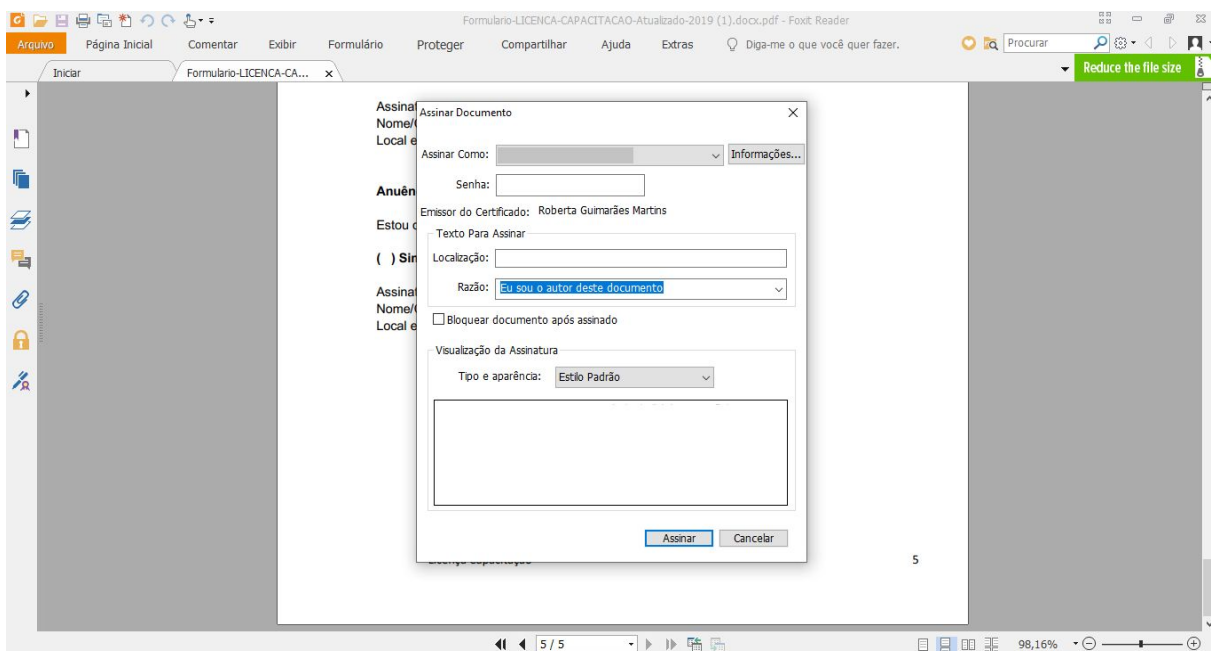 Formulario-LICENCA-CAPACITACAO-Atualizado-2019 (1).docx.pdf - Foxit Reader
Arquivo Página Inicial Comentar Exibir Formulário Proteger Compartilhar Ajuda Extras Diga-me o que você quer fazer. Procurar
Iniciar Formulario-LICENCA-CA... x Reduce the file size
Assinar Documento
Nome/
Local e
Assinar Como: Informações...
Senha:
Anuên
Emissor do Certificado: Roberta Guimarães Martins
Estou
Texto Para Assinar
( ) Sin
Localização:
Razão: Eu sou o autor deste documento
Assina
Nome/
Local e
Bloquear documento após assinado
Visualização da Assinatura
Tipo e aparência: Estilo Padrão
Assinar Cancelar
5
5 / 5 98,16%